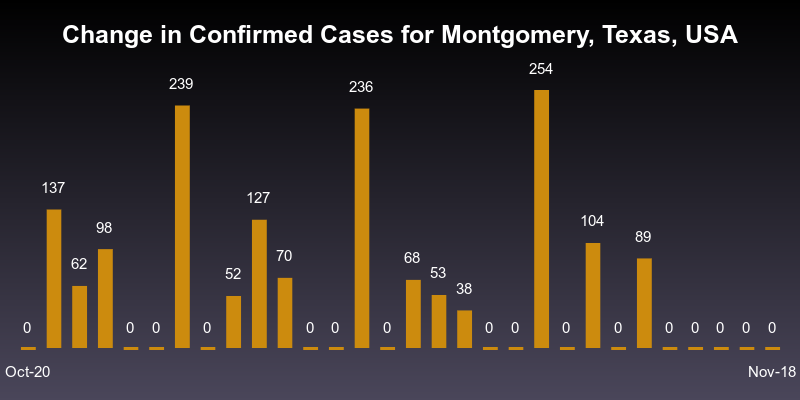 Change in Confirmed Cases for Montgomery, Texas, USA
0 137 62 98 0 0 239 0 52 127 70 0 0 236 0 68 53 38 0 0 254 0 104 0 89 0 0 0 0 0
Oct-20 Nov-18